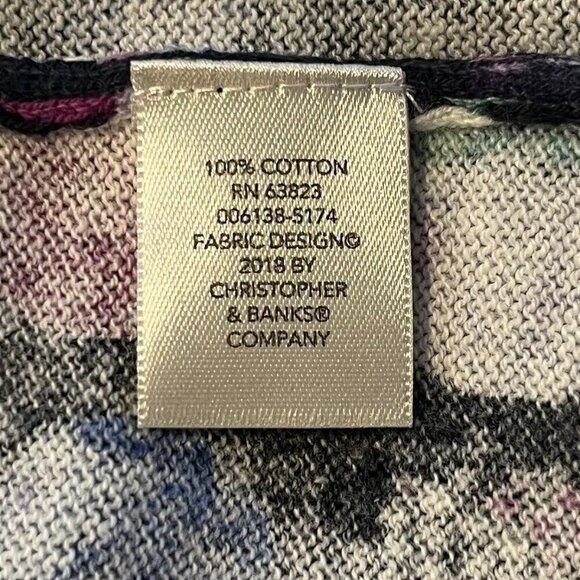 100% COTTON
RN 63823
006138-5174
FABRIC DESIGN©
2018 BY
CHRISTOPHER
& BANKS®
COMPANY